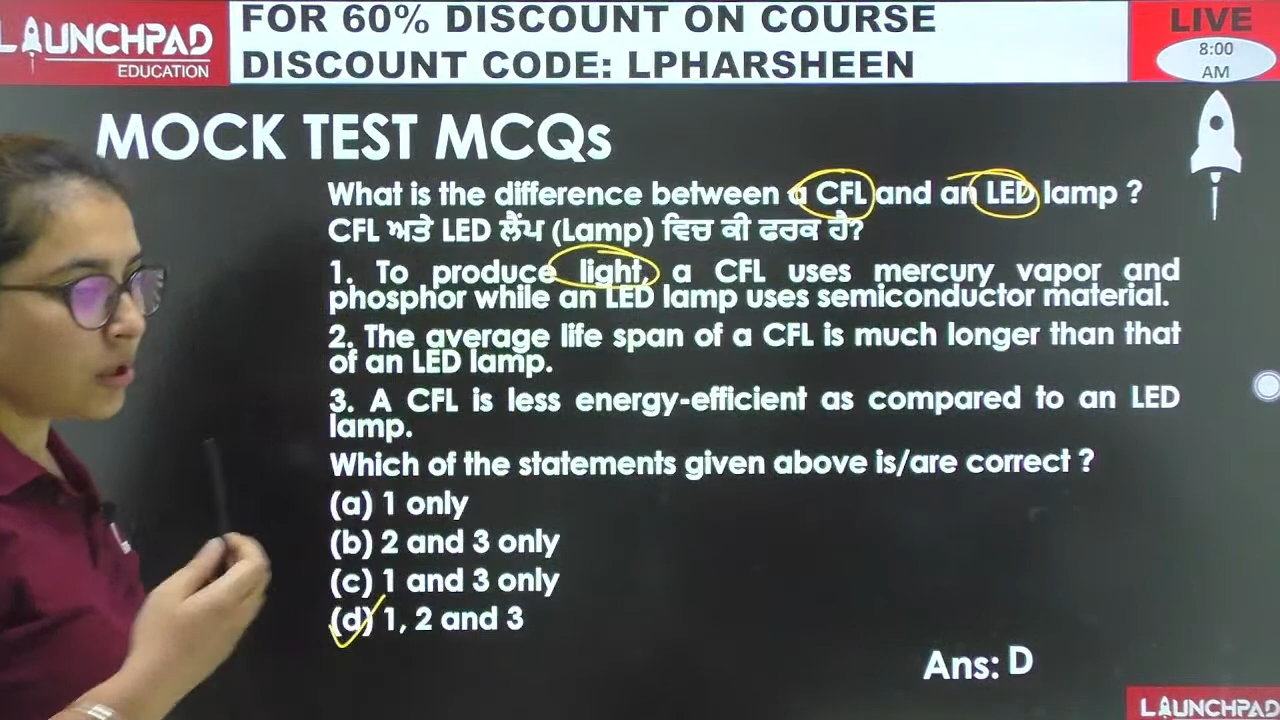 LAUNCHPAD
EDUCATION
FOR 60% DISCOUNT ON COURSE
DISCOUNT CODE: LPHARSHEEN
LIVE
8:00
AM
MOCK TEST MCQs
What is the difference between a CFL and an LED lamp ?
CFL ਅਤੇ LED ਲੈਂਪ (Lamp) ਵਿਚ ਕੀ ਫਰਕ ਹੈ?
1. To produce light, a CFL uses mercury vapor and
phosphor while an LED lamp uses semiconductor material.
2. The average life span of a CFL is much longer than that
of an LED lamp.
3. A CFL is less energy-efficient as compared to an LED
lamp.
Which of the statements given above is/are correct ?
(a) 1 only
(b) 2 and 3 only
(c) 1 and 3 only
(d) 1, 2 and 3
Ans: D
LAUNCHPAD